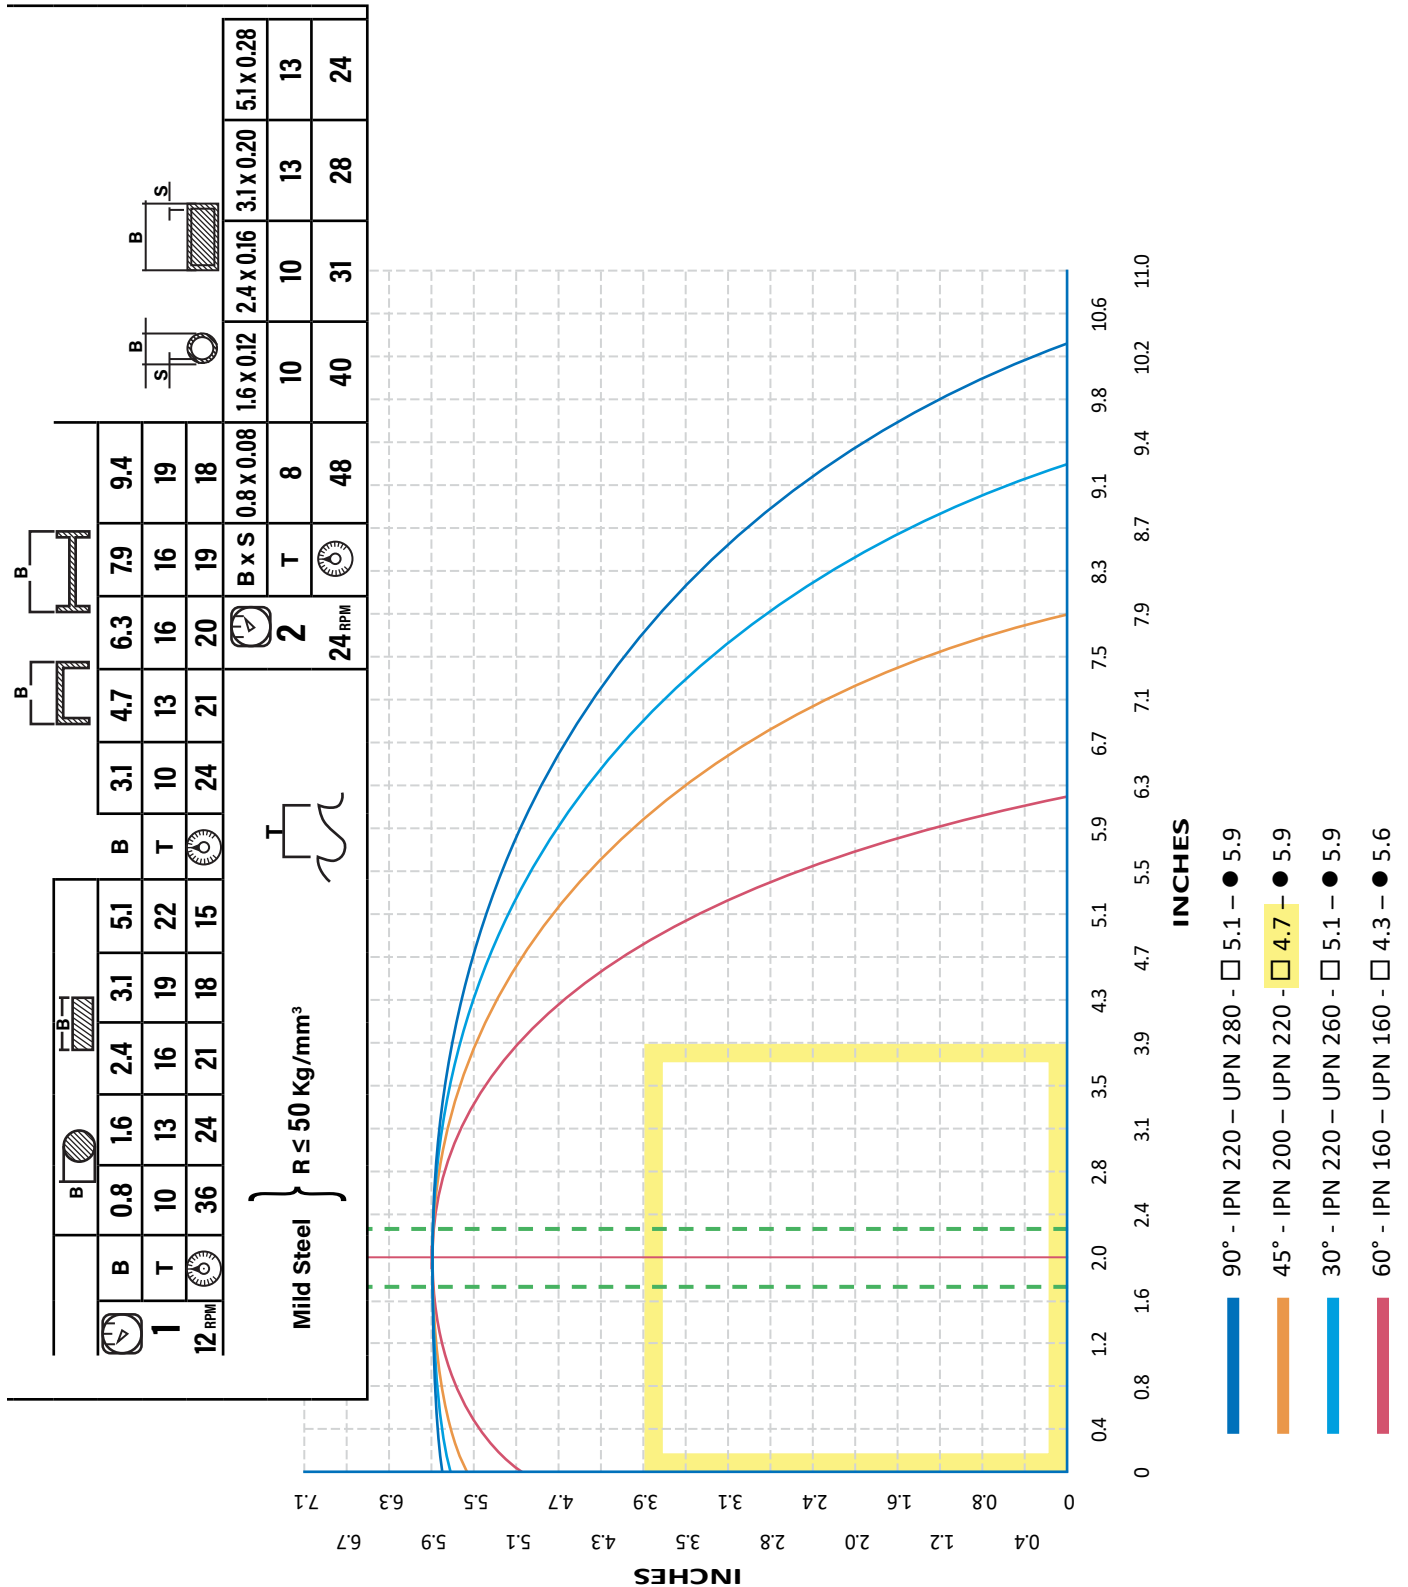 B
B
B
B
S
B
B
S
B 0.8 1.6 2.4 3.1 5.1
B 3.1 4.7 6.3 7.9 9.4
1
T 10 13 16 19 22
T 10 13 16 16 19
12 RPM
36 24 21 18 15
24 21 20 19 18
Mild Steel } R ≤ 50 Kg/mm³
T
2
24 RPM
B x S 0.8 x 0.08 1.6 x 0.12 2.4 x 0.16 3.1 x 0.20 5.1 x 0.28
T 8 10 10 13 13
48 40 31 28 24
INCHES
7.1
6.7
6.3
5.9
5.5
5.1
4.7
4.3
3.9
3.5
3.1
2.8
2.4
2.0
1.6
1.2
0.8
0.4
0
0 0.4 0.8 1.2 1.6 2.0 2.4 2.8 3.1 3.5 3.9 4.3 4.7 5.1 5.5 5.9 6.3 6.7 7.1 7.5 7.9 8.3 8.7 9.1 9.4 9.8 10.2 10.6 11.0
INCHES
90° - IPN 220 – UPN 280 - □ 5.1 – ● 5.9
45° - IPN 200 – UPN 220 - □ 4.7 – ● 5.9
30° - IPN 220 – UPN 260 - □ 5.1 – ● 5.9
60° - IPN 160 – UPN 160 - □ 4.3 – ● 5.6